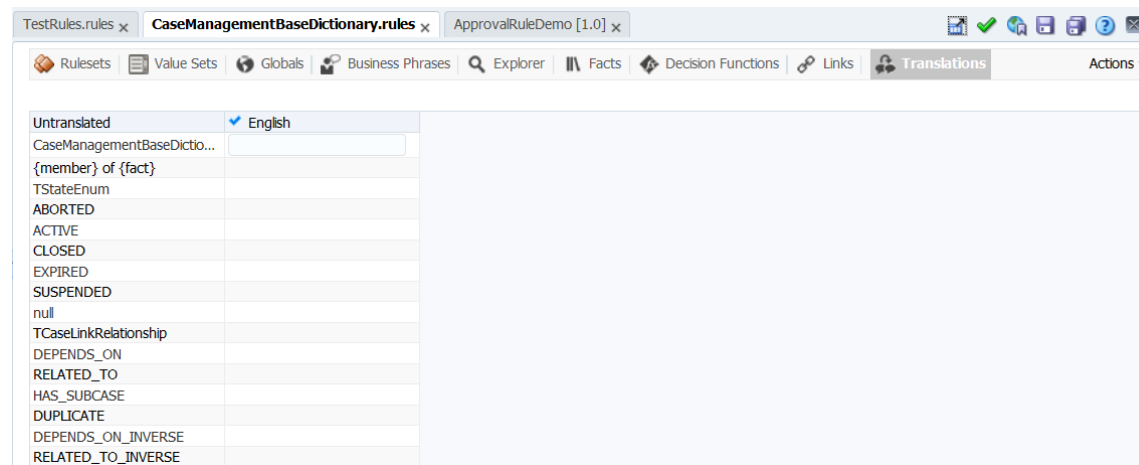 TestRules.rules x CaseManagementBaseDictionary.rules x ApprovalRuleDemo [1.0] x
Rulesets Value Sets Globals Business Phrases Explorer Facts Decision Functions Links Translations Actions
Untranslated English
CaseManagementBaseDictio...
{member} of {fact}
TStateEnum
ABORTED
ACTIVE
CLOSED
EXPIRED
SUSPENDED
null
TCaseLinkRelationship
DEPENDS_ON
RELATED_TO
HAS_SUBCASE
DUPLICATE
DEPENDS_ON_INVERSE
RELATED_TO_INVERSE